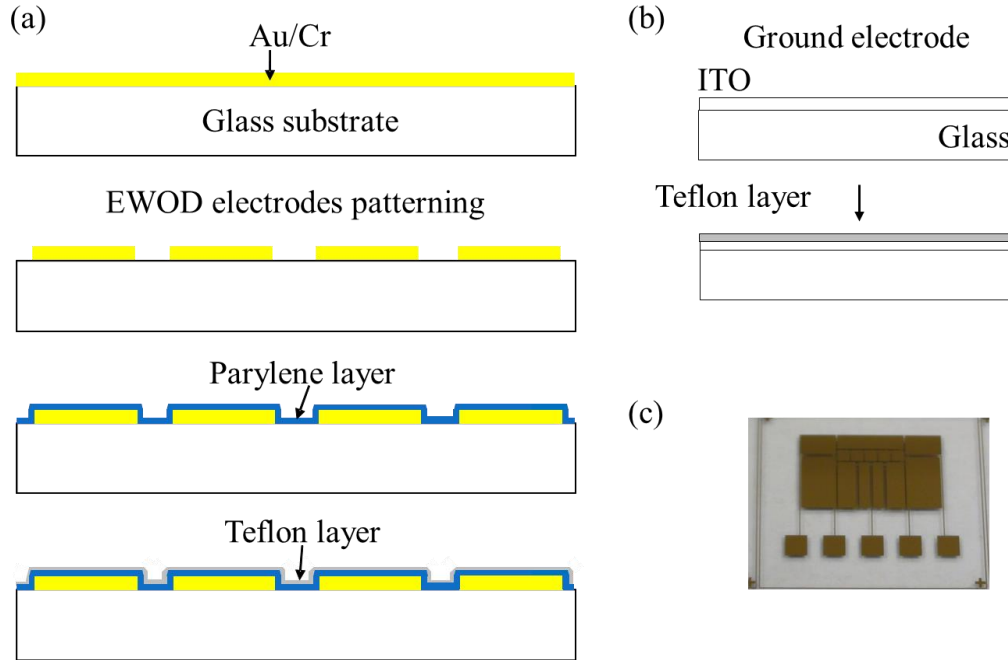 (a)
Au/Cr
Glass substrate
EWOD electrodes patterning
Parylene layer
Teflon layer
(b)
Ground electrode
ITO
Glass
Teflon layer
(c)